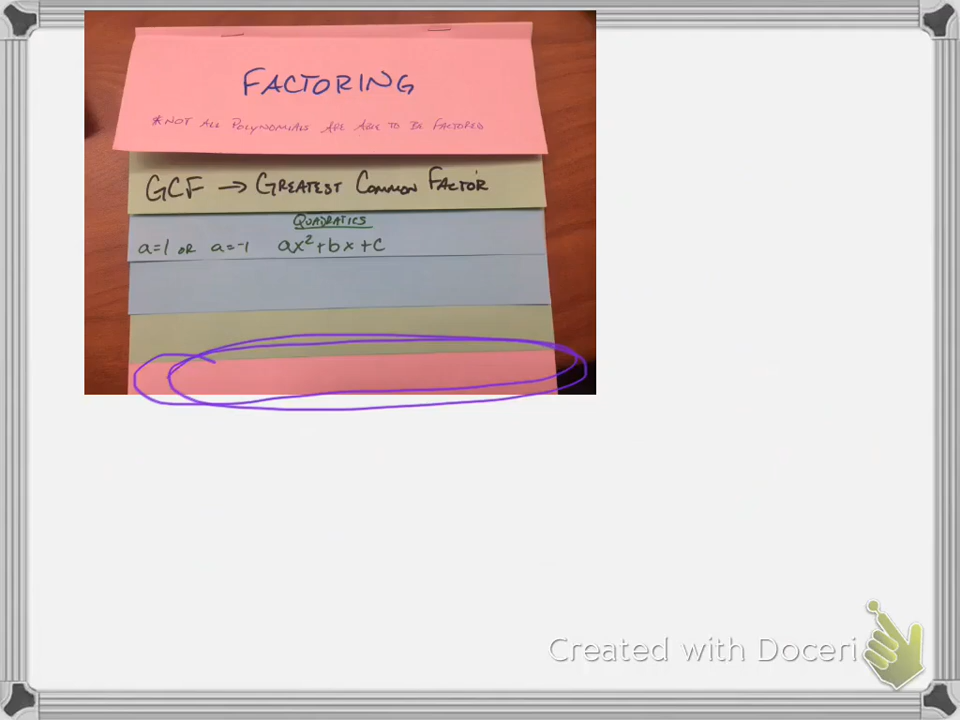 FACTORING
*NOT ALL POLYNOMIALS ARE ABLE TO BE FACTORED
GCF → GREATEST COMMON FACTOR
QUADRATICS
a=1 OR a=-1 ax²+bx+c
Created with Doceri